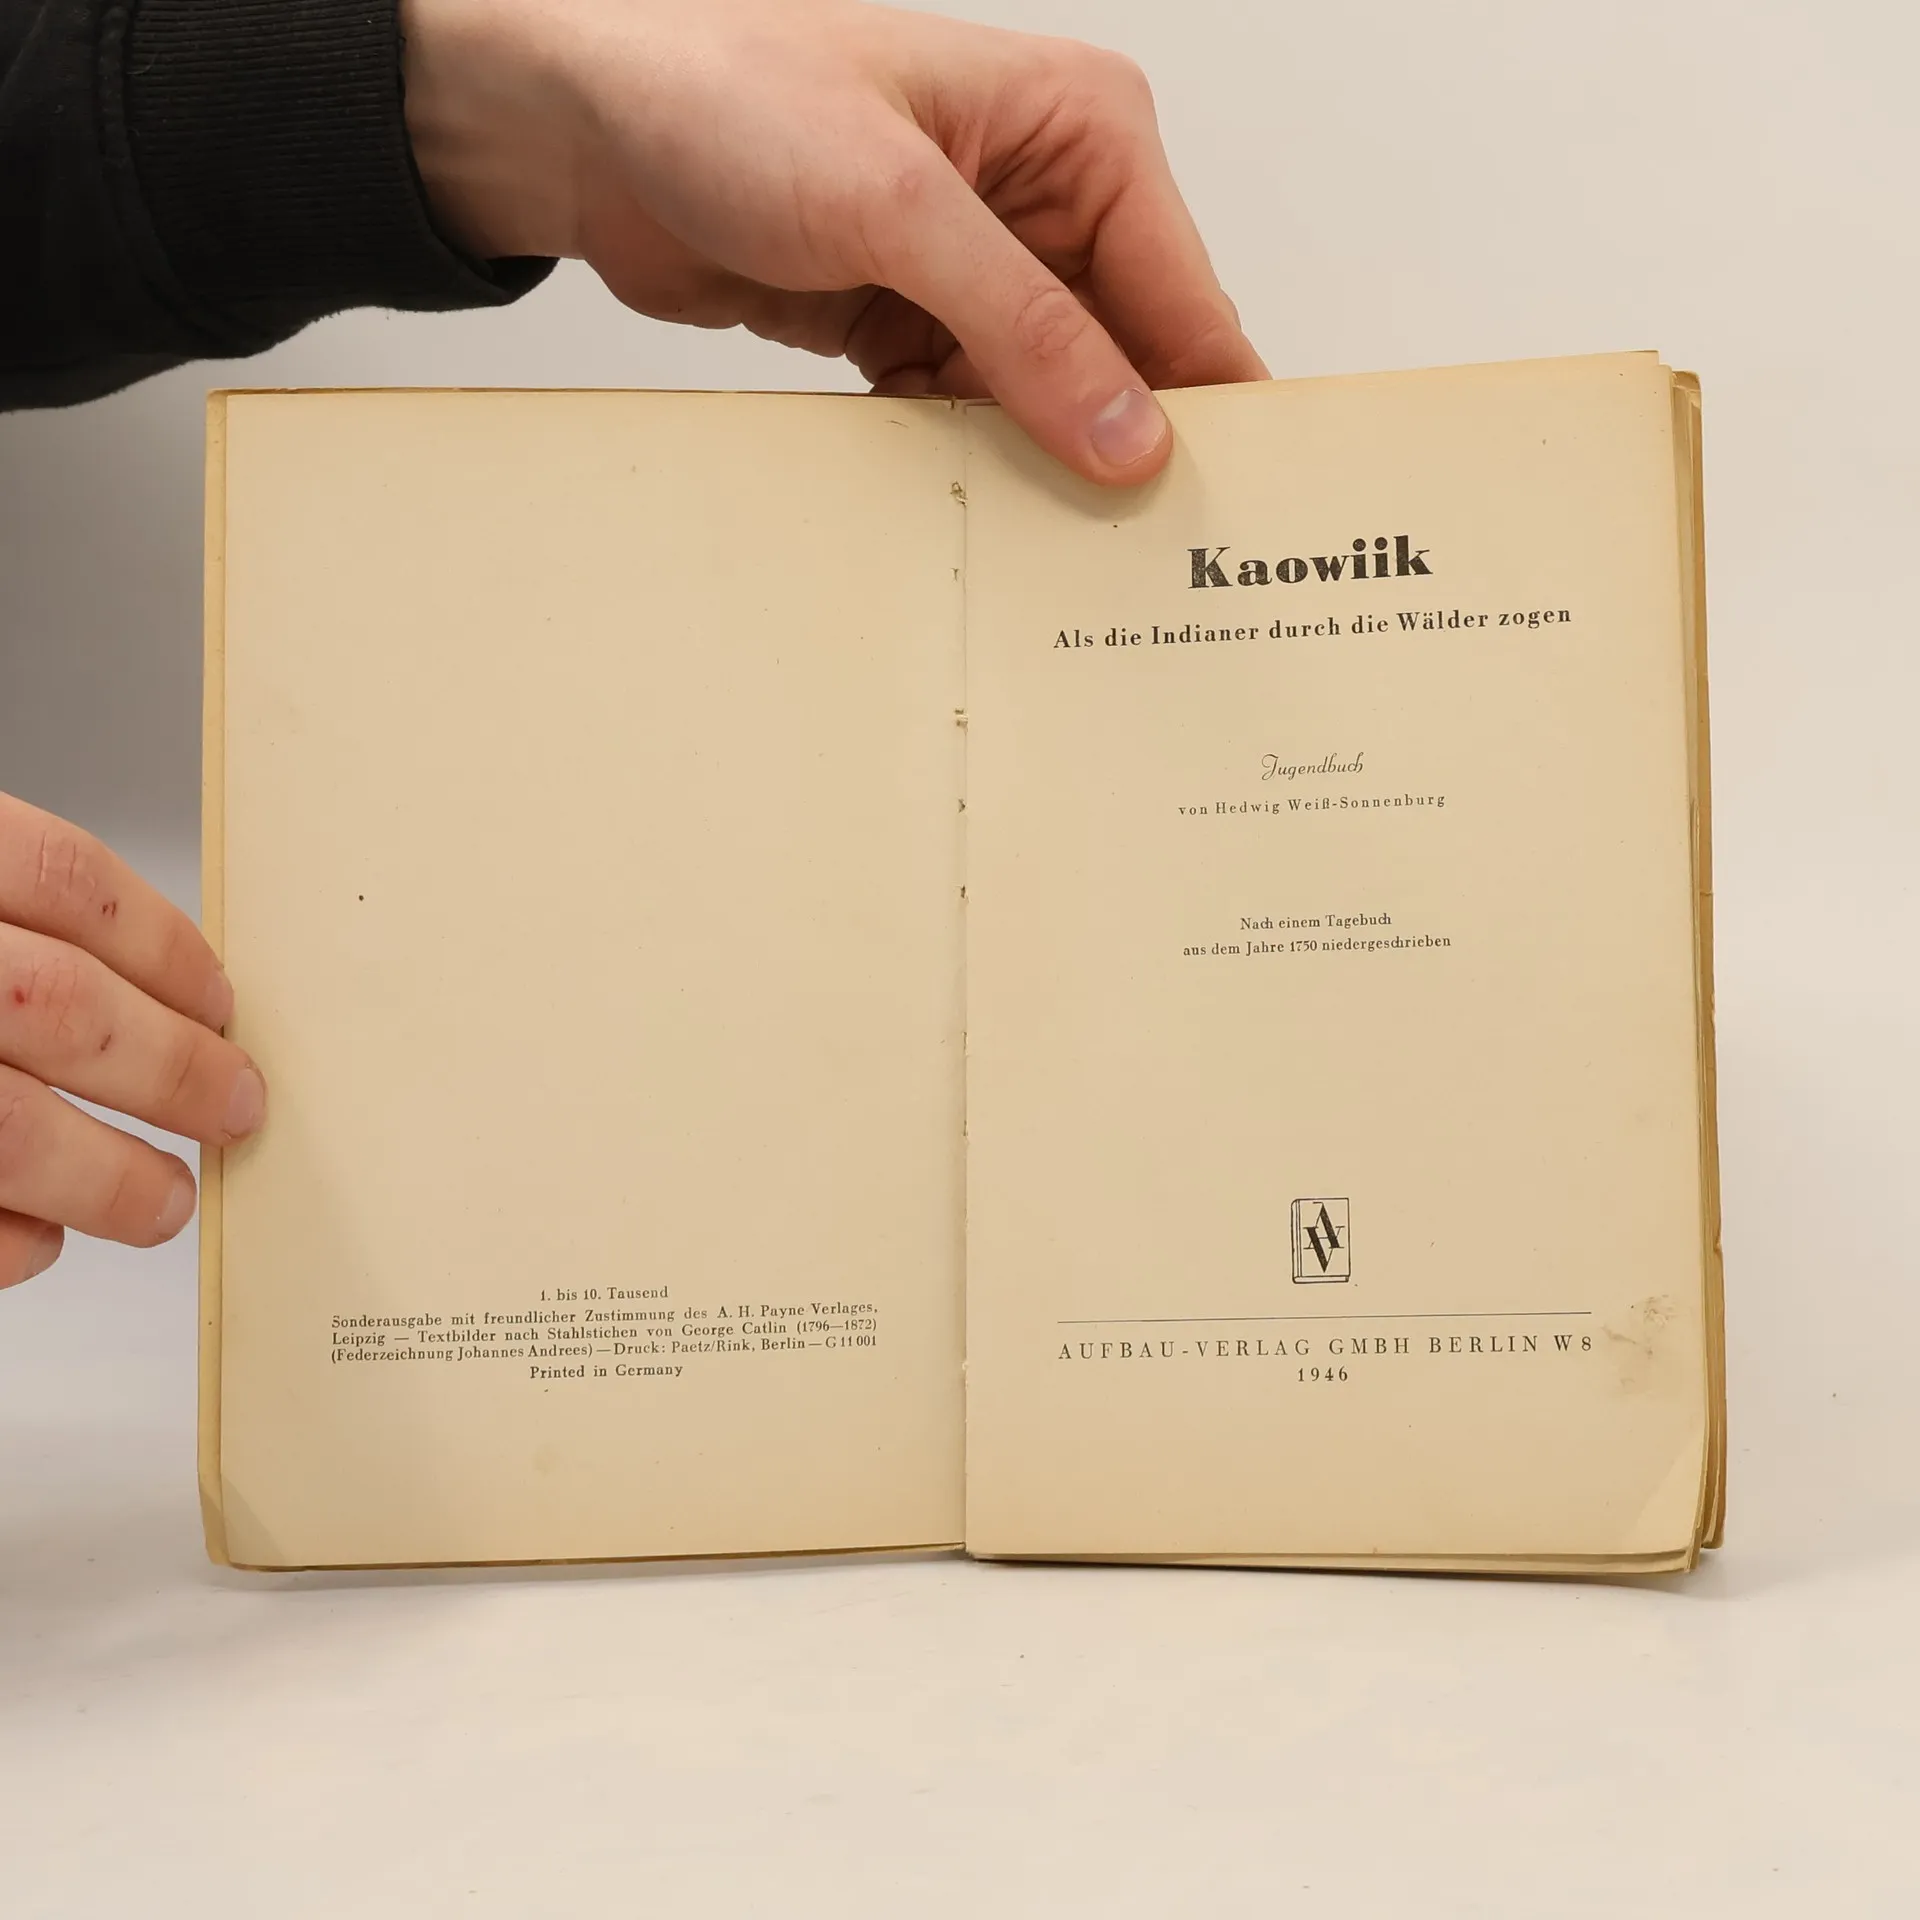 1. bis 10. Tausend
Sonderausgabe mit freundlicher Zustimmung des A. H. Payne Verlages,
Leipzig — Textbilder nach Stahlstichen von George Catlin (1796—1872)
(Federzeichnung Johannes Andrees) — Druck: Paetz/Rink, Berlin — G 11 001
Printed in Germany
Kaowiik
Als die Indianer durch die Wälder zogen
Jugendbuch
von Hedwig Weiß-Sonnenburg
Nach einem Tagebuch
aus dem Jahre 1750 niedergeschrieben
AV
AUFBAU-VERLAG GMBH BERLIN W 8
1946